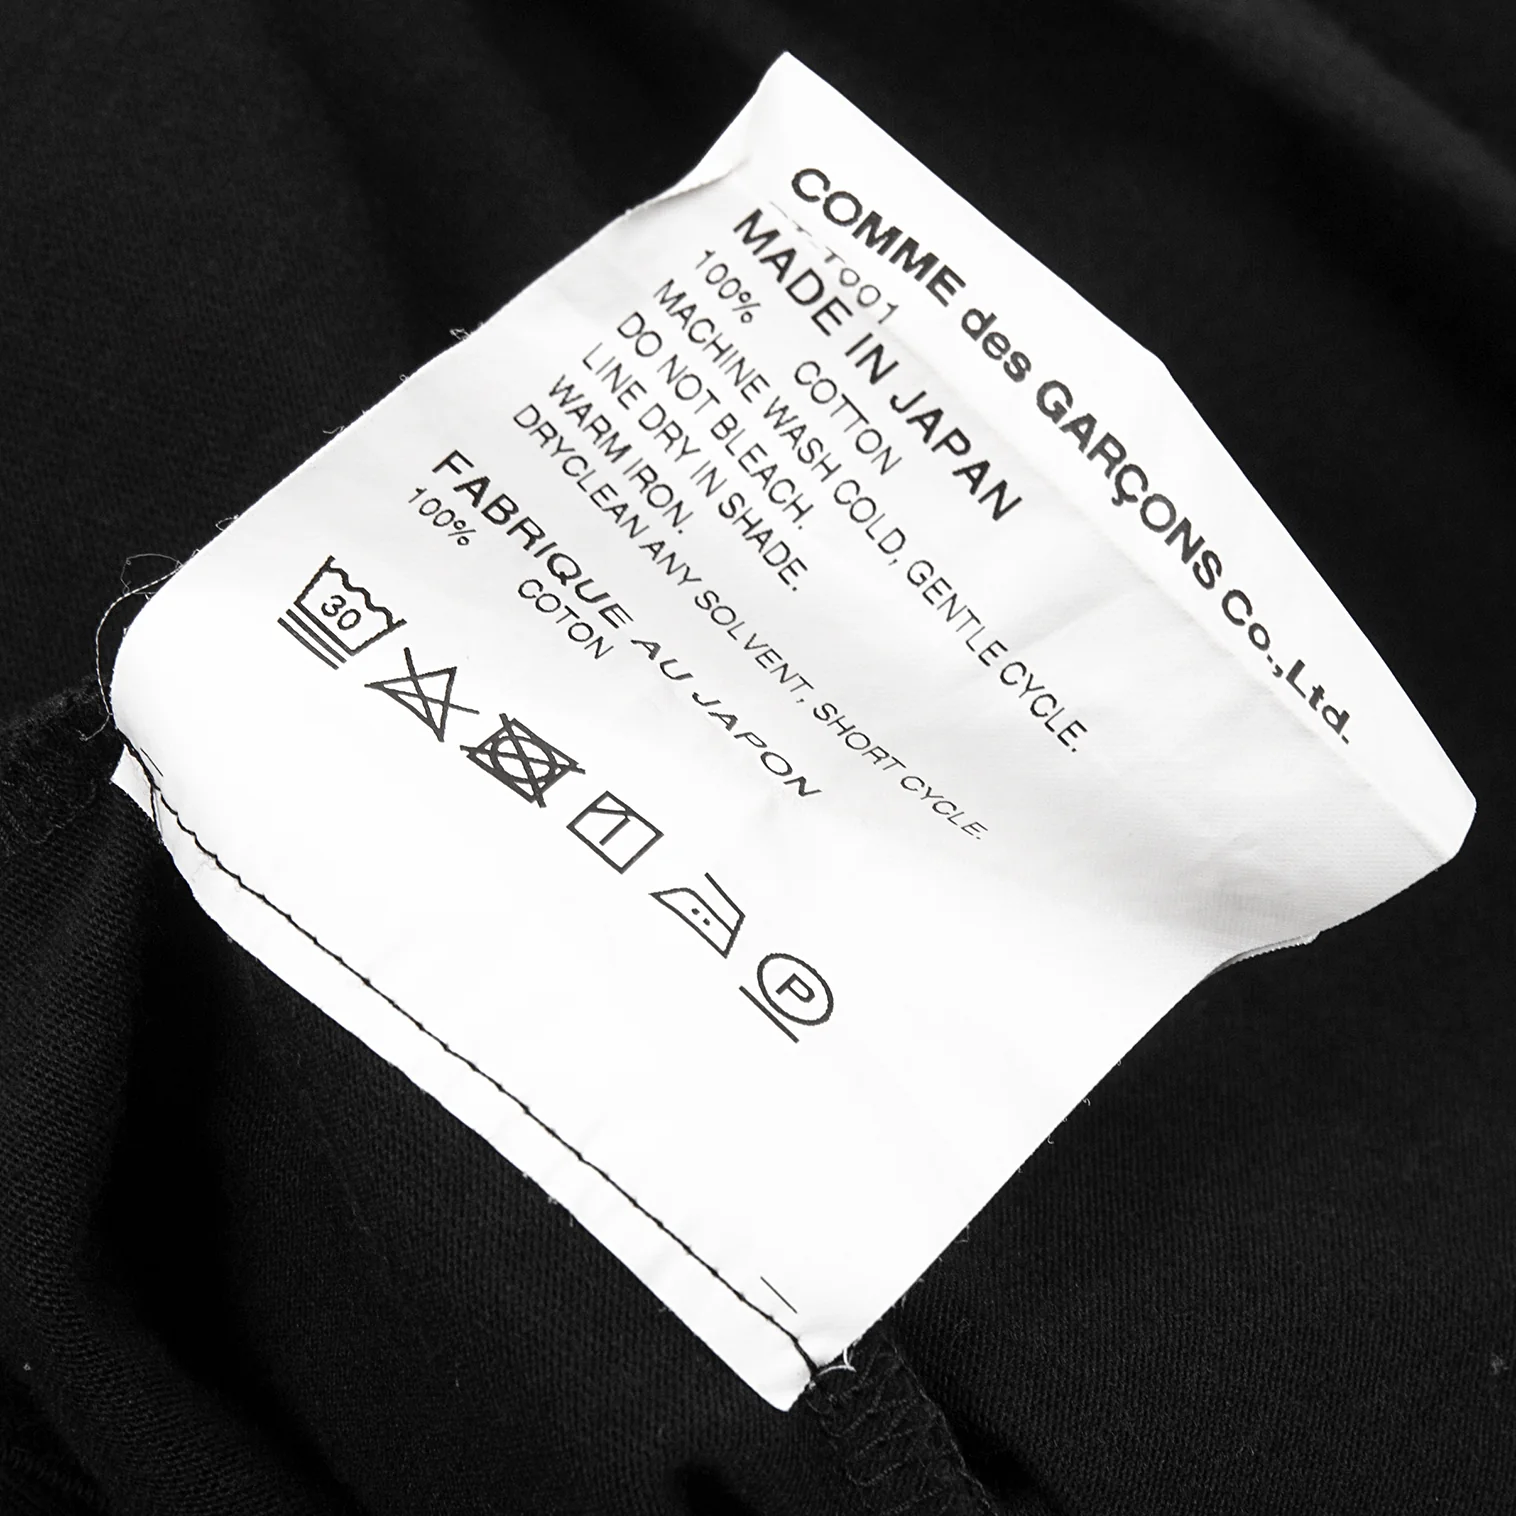 COMME des GARÇONS Co.,Ltd.
T001
MADE IN JAPAN
100% COTTON
MACHINE WASH COLD, GENTLE CYCLE.
DO NOT BLEACH.
LINE DRY IN SHADE.
WARM IRON.
DRYCLEAN ANY SOLVENT, SHORT CYCLE.
FABRIQUE AU JAPON
100% COTON
30
P